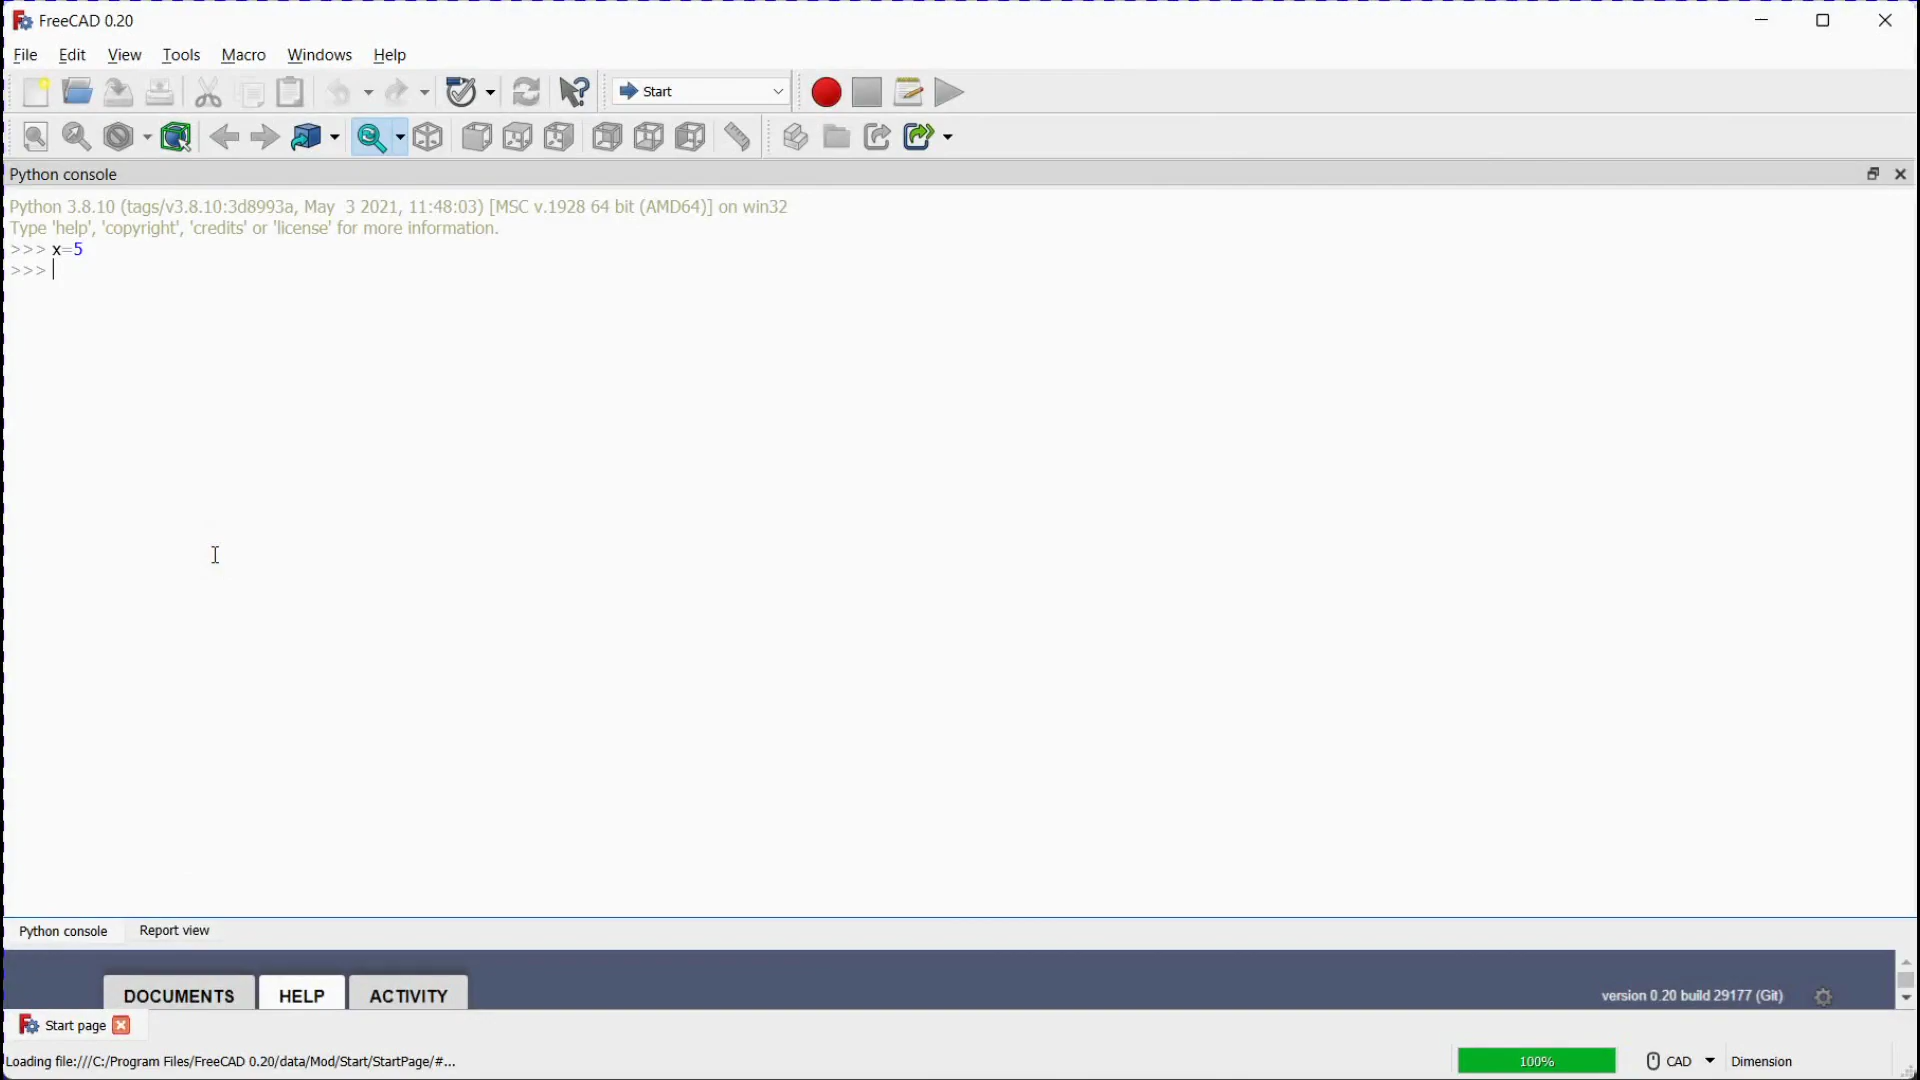 FreeCAD 0.20
File Edit View Tools Macro Windows Help
Start
Python console
Python 3.8.10 (tags/v3.8.10:3d8993a, May  3 2021, 11:48:03) [MSC v.1928 64 bit (AMD64)] on win32
Type 'help', 'copyright', 'credits' or 'license' for more information.
>>> x=5
>>>
Python console Report view
DOCUMENTS HELP ACTIVITY version 0.20 build 29177 (Git)
Start page
Loading file:///C:/Program Files/FreeCAD 0.20/data/Mod/Start/StartPage/#... 100% CAD Dimension